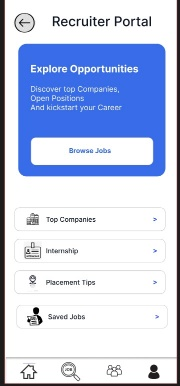 Recruiter Portal
Explore Opportunities
Discover top Companies,
Open Positions
And kickstart your Career
Browse Jobs
Top Companies >
Internship >
Placement Tips >
Saved Jobs >
JOB